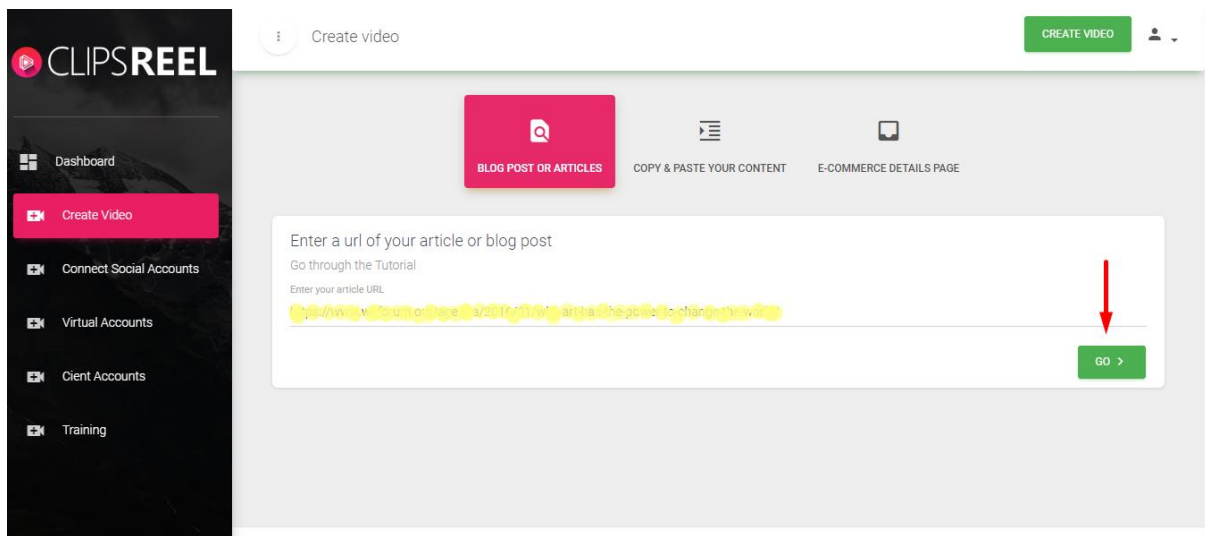 CLIPSREEL
Create video
CREATE VIDEO
BLOG POST OR ARTICLES
COPY & PASTE YOUR CONTENT
E-COMMERCE DETAILS PAGE
Dashboard
Create Video
Connect Social Accounts
Virtual Accounts
Cient Accounts
Training
Enter a url of your article or blog post
Go through the Tutorial
Enter your article URL
GO >